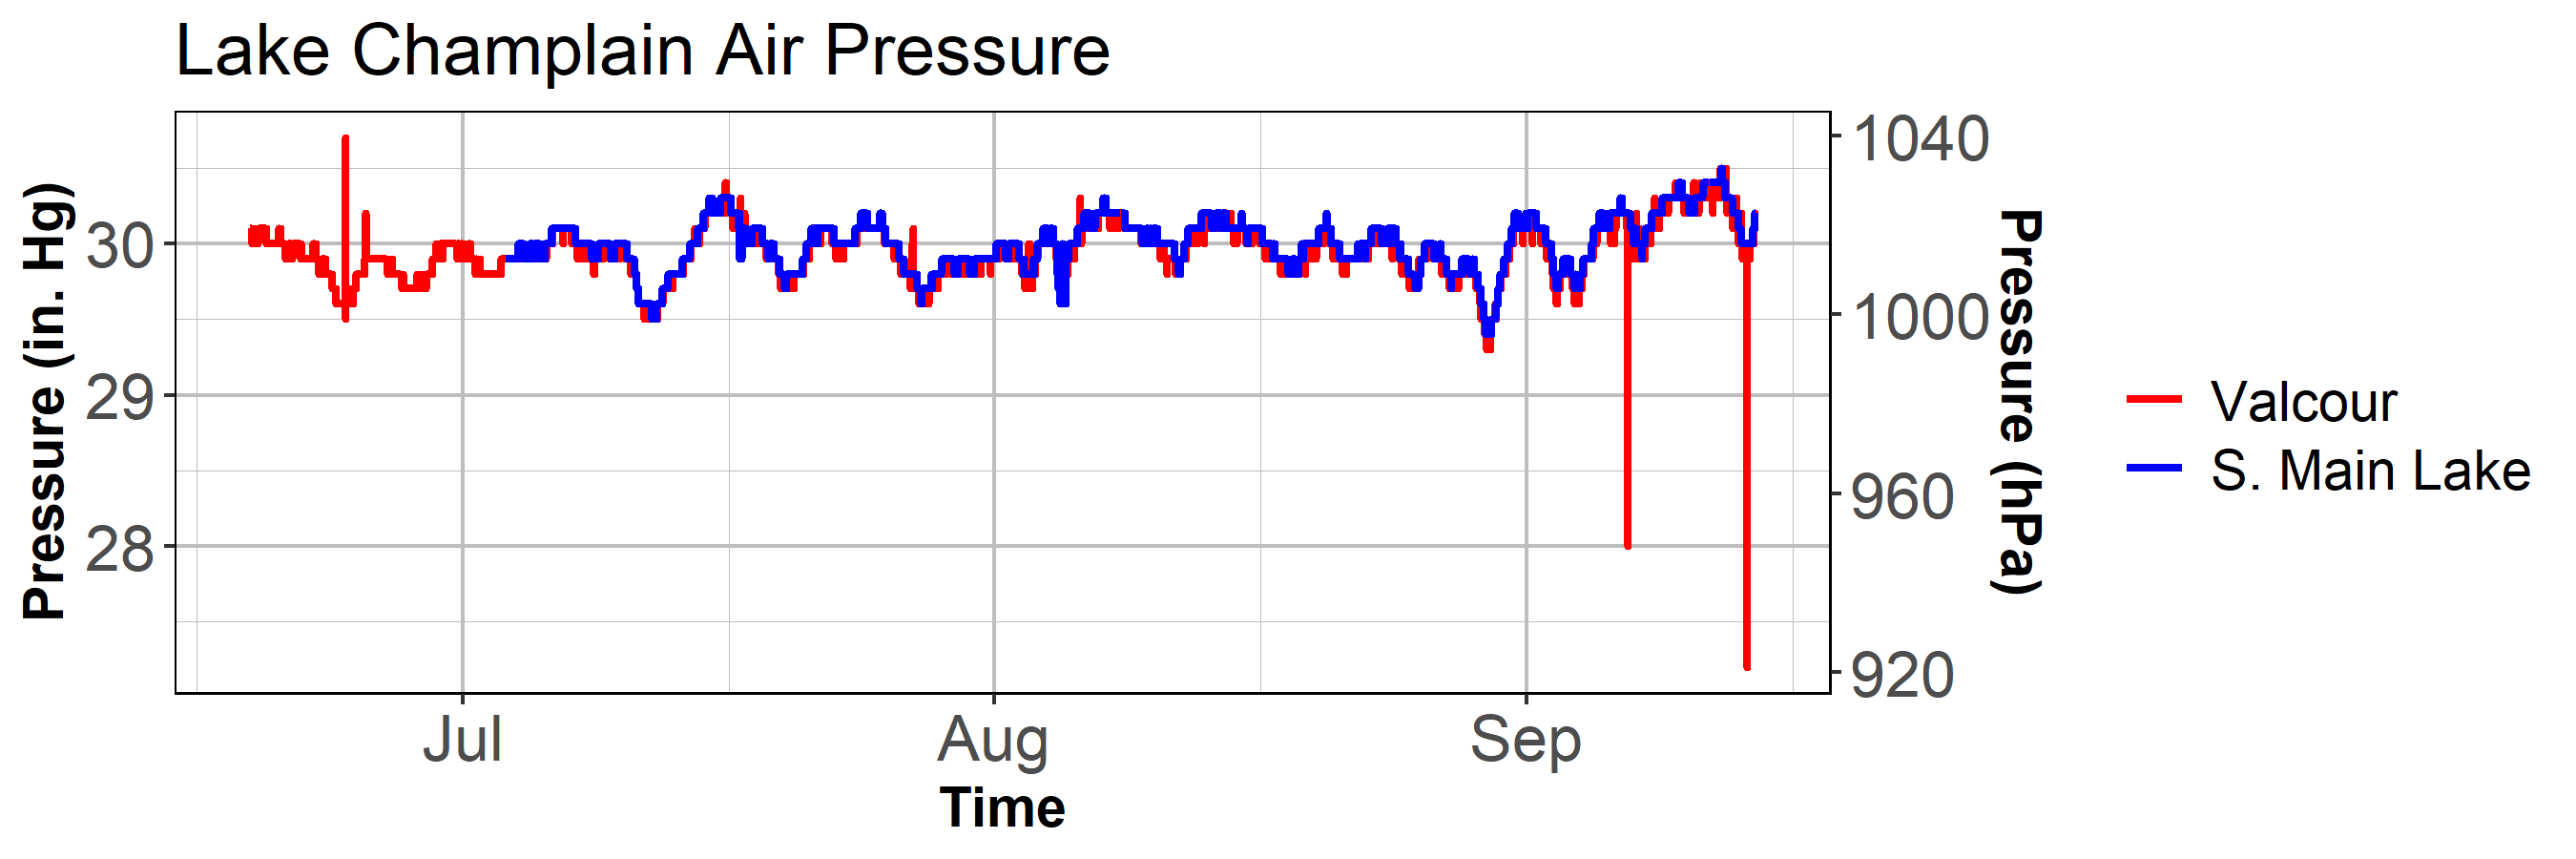 Lake Champlain Air Pressure
Pressure (in. Hg)
30
29
28
1040
1000
960
920
Pressure (hPa)
Valcour
S. Main Lake
Jul
Aug
Sep
Time